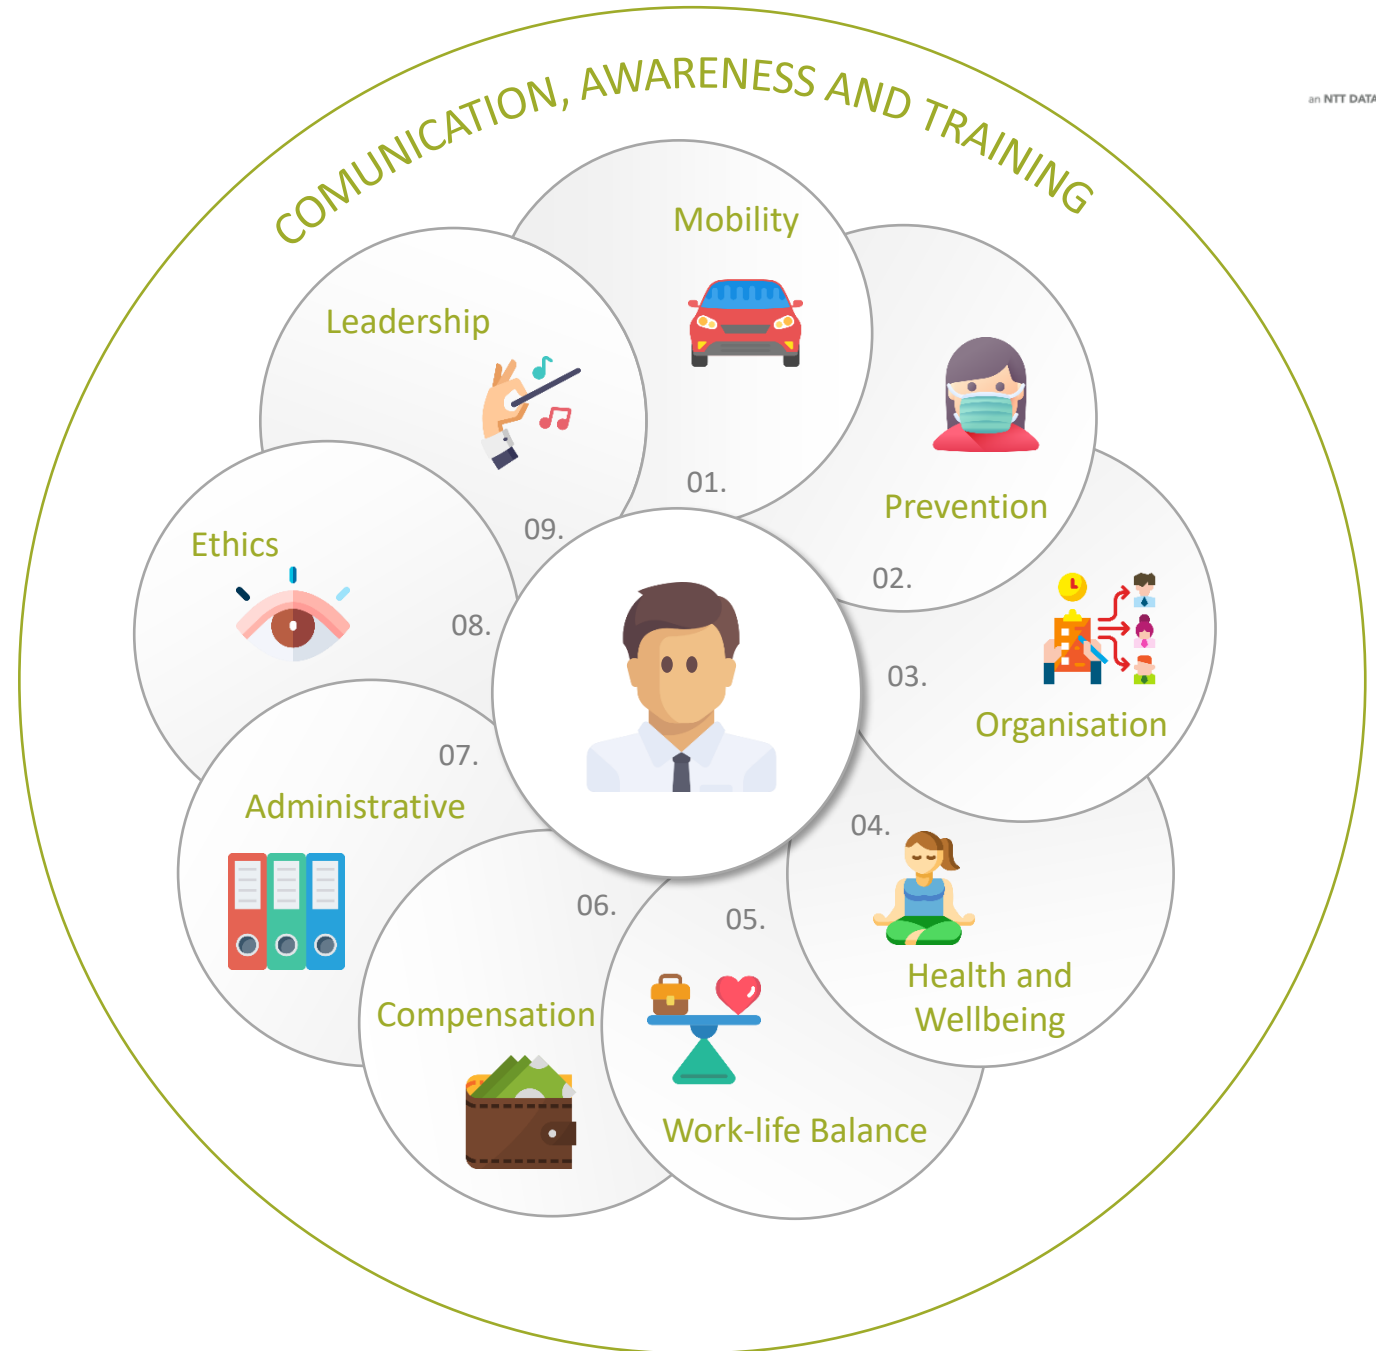 COMUNICATION, AWARENESS AND TRAINING
an NTT DATA
Mobility
01.
Prevention
02.
03.
Organisation
04.
Health and
Wellbeing
05.
Work-life Balance
06.
Compensation
07.
Administrative
Ethics
08.
Leadership
09.